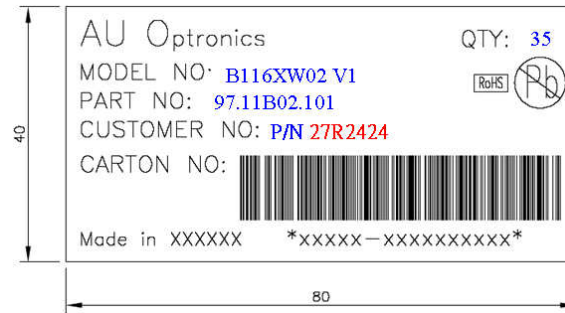 AU Optronics QTY: 35
MODEL NO: B116XW02 V1
RoHS Pb
PART NO: 97.11B02.101
CUSTOMER NO: P/N 27R2424
CARTON NO:
Made in XXXXXX *XXXXX-XXXXXXXXXX*
40
80